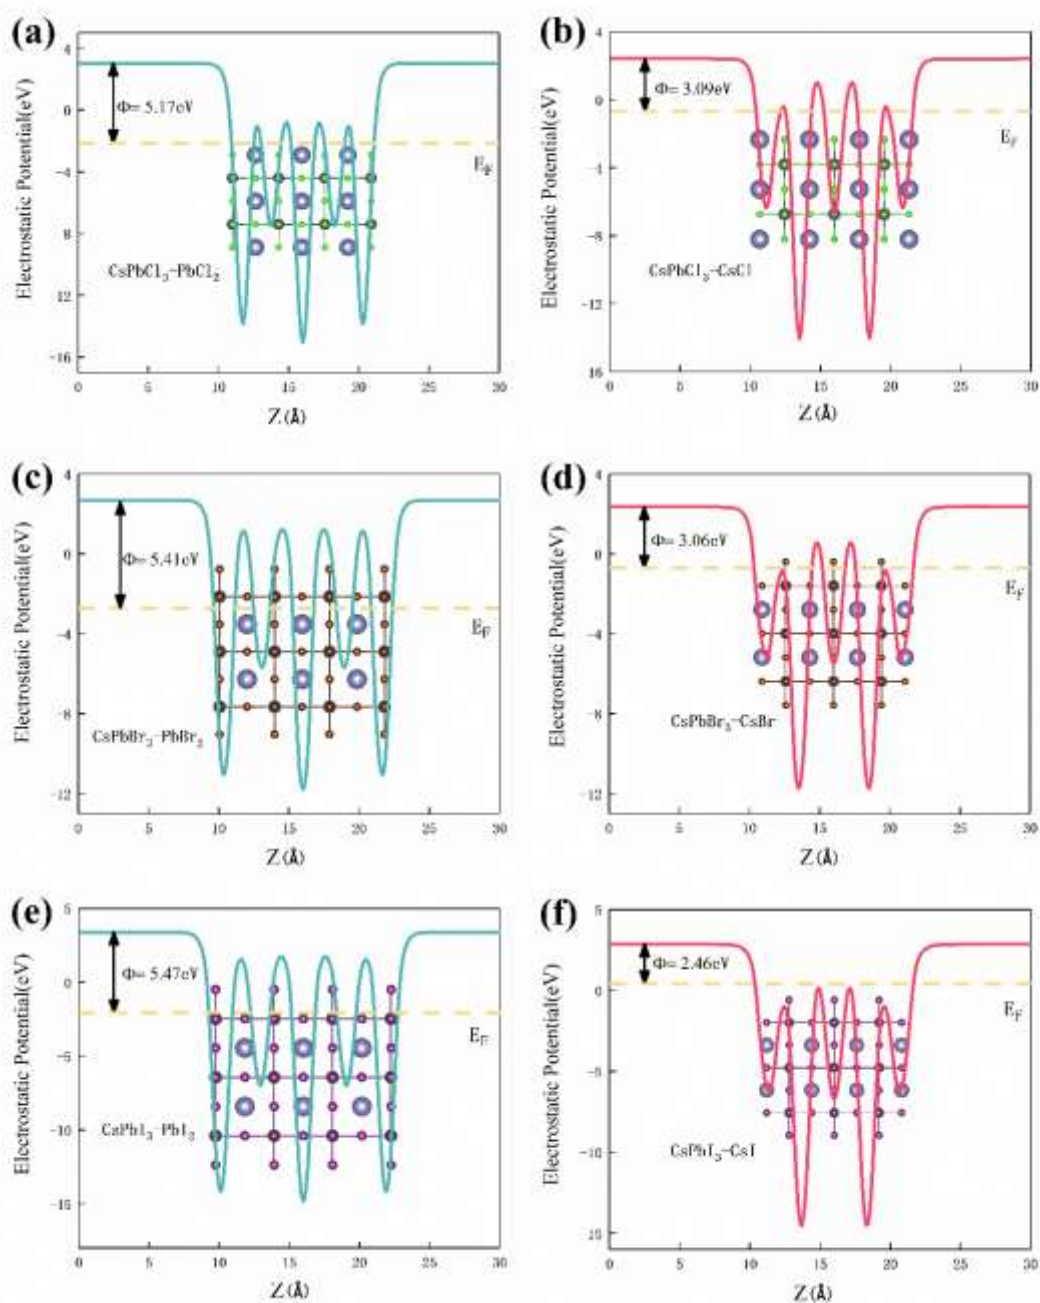 (a)
Electrostatic Potential(eV)
4
0
-4
8
12
-16
Φ= 5.17eV
E_F
CsPbCl₃-PbCl₂
0 5 10 15 20 25 30
Z(Å)
(b)
Electrostatic Potential(eV)
4
0
-4
-8
-12
16
Φ= 3.09eV
E_F
CsPbCl₃-CsCl
0 5 10 15 20 25 30
Z(Å)
(c)
Electrostatic Potential(eV)
4
0
-4
-8
-12
Φ= 5.41eV
E_F
CsPbBr₃-PbBr₂
0 5 10 15 20 25 30
Z(Å)
(d)
Electrostatic Potential(eV)
4
0
-4
-8
-12
Φ= 3.06eV
E_F
CsPbBr₃-CsBr
0 5 10 15 20 25 30
Z(Å)
(e)
Electrostatic Potential(eV)
5
0
-5
-10
-15
Φ= 5.47eV
E_F
CsPbI₃-PbI₂
0 5 10 15 20 25 30
Z(Å)
(f)
Electrostatic Potential(eV)
5
0
-5
-10
15
Φ= 2.46eV
E_F
CsPbI₃-CsI
0 5 10 15 20 25 30
Z(Å)